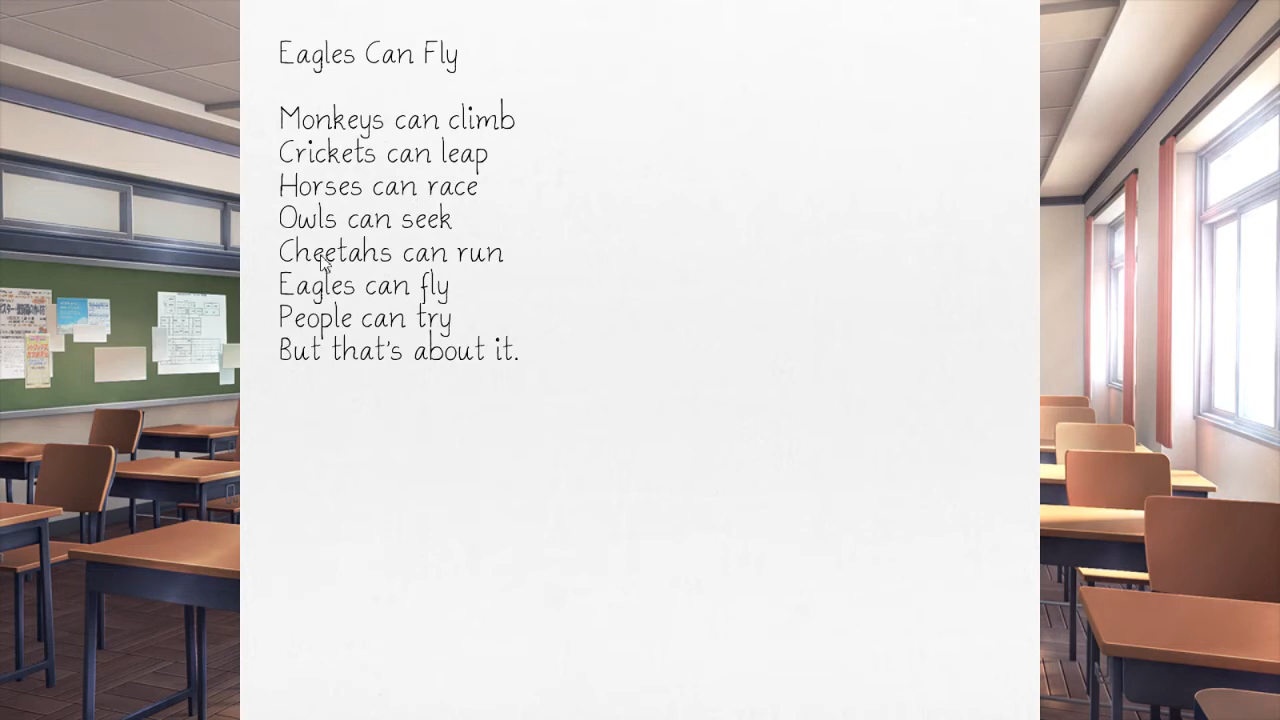 Eagles Can Fly
Monkeys can climb
Crickets can leap
Horses can race
Owls can seek
Cheetahs can run
Eagles can fly
People can try
But that's about it.